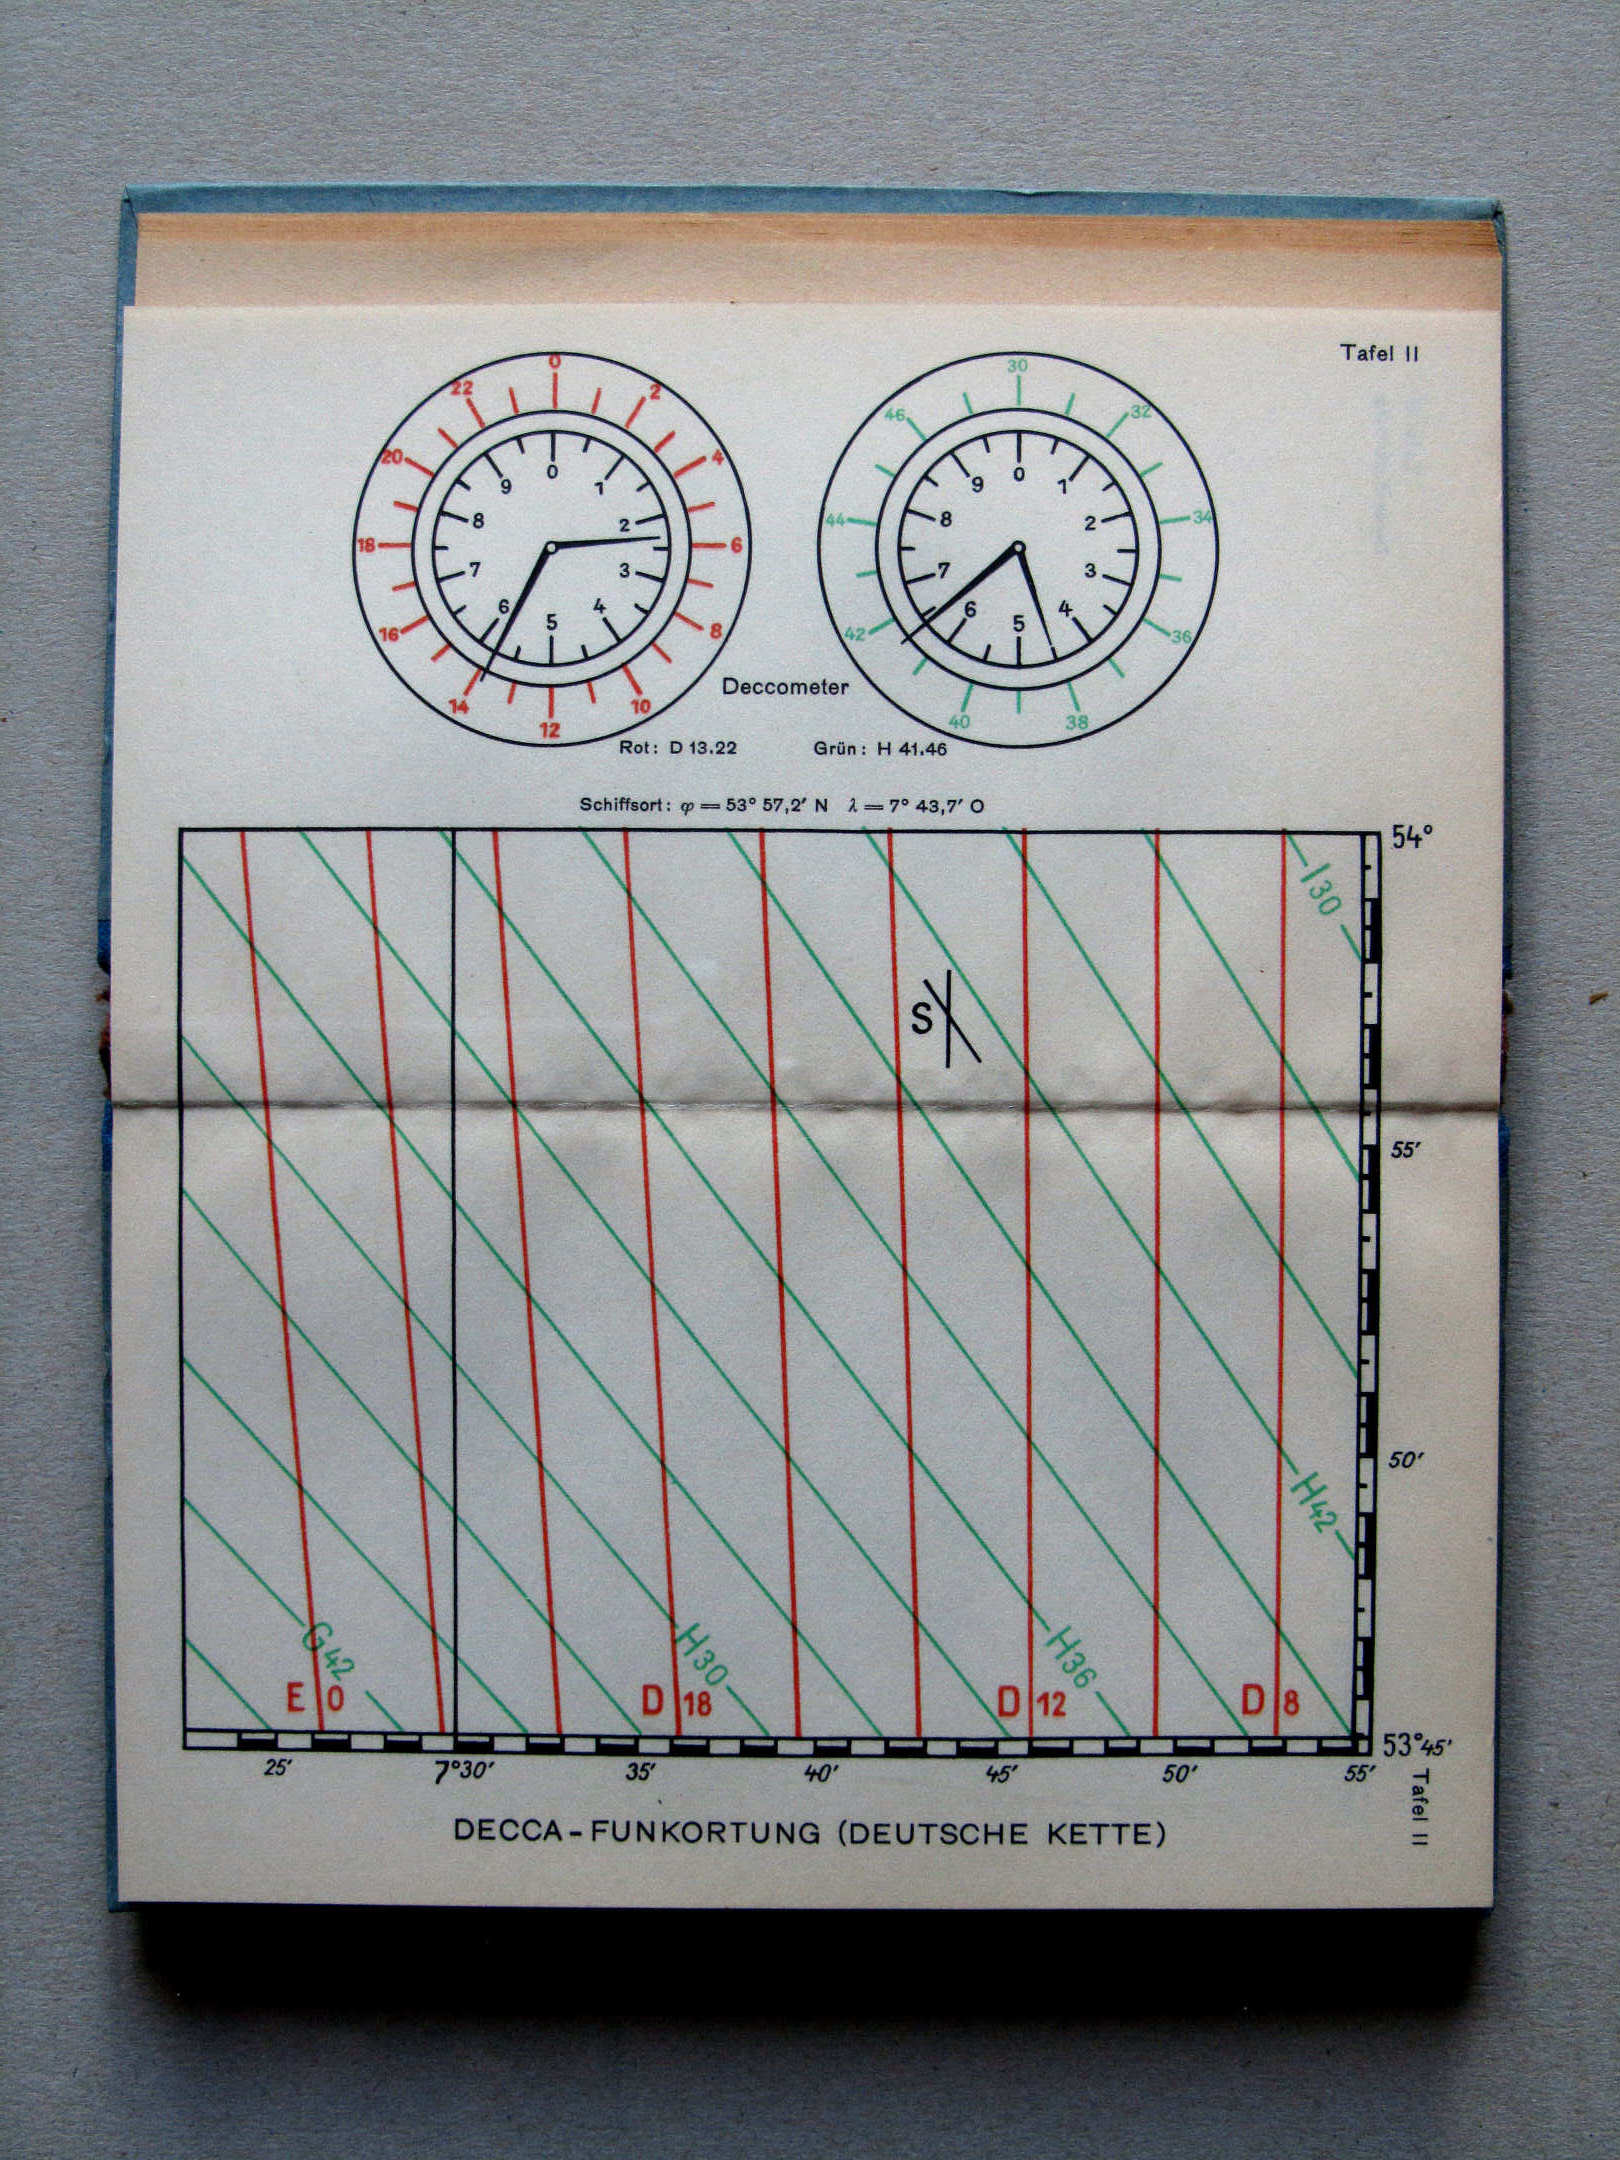 Tafel II
0
2
4
6
8
10
12
14
16
18
20
22
0
1
2
3
4
5
6
7
8
9
30
32
34
36
38
40
42
44
46
0
1
2
3
4
5
6
7
8
9
Deccometer
Rot: D 13.22 Grün: H 41.46
Schiffsort: φ = 53° 57,2′ N λ = 7° 43,7′ O
54°
I 30
S
55′
50′
H42
G42
H30
H36
E 0
D 18
D 12
D 8
53°45′
25′ 7°30′ 35′ 40′ 45′ 50′ 55′
Tafel II
DECCA-FUNKORTUNG (DEUTSCHE KETTE)